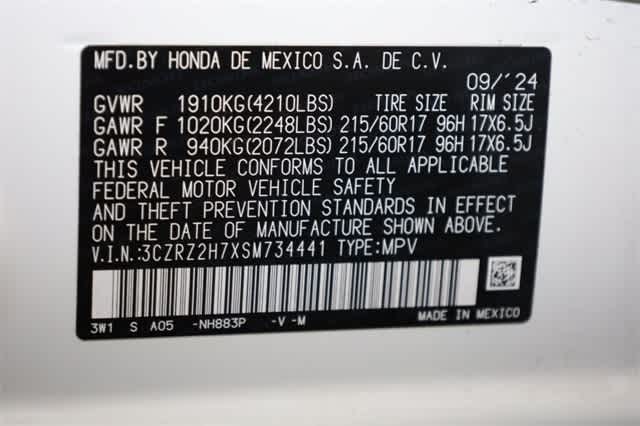 MFD.BY HONDA DE MEXICO S.A. DE C.V.
09/'24
GVWR 1910KG(4210LBS) TIRE SIZE RIM SIZE
GAWR F 1020KG(2248LBS) 215/60R17 96H 17X6.5J
GAWR R 940KG(2072LBS) 215/60R17 96H 17X6.5J
THIS VEHICLE CONFORMS TO ALL APPLICABLE
FEDERAL MOTOR VEHICLE SAFETY
AND THEFT PREVENTION STANDARDS IN EFFECT
ON THE DATE OF MANUFACTURE SHOWN ABOVE.
V.I.N.:3CZRZ2H7XSM734441 TYPE:MPV
3W1 S A05 -NH883P -V -M
MADE IN MEXICO